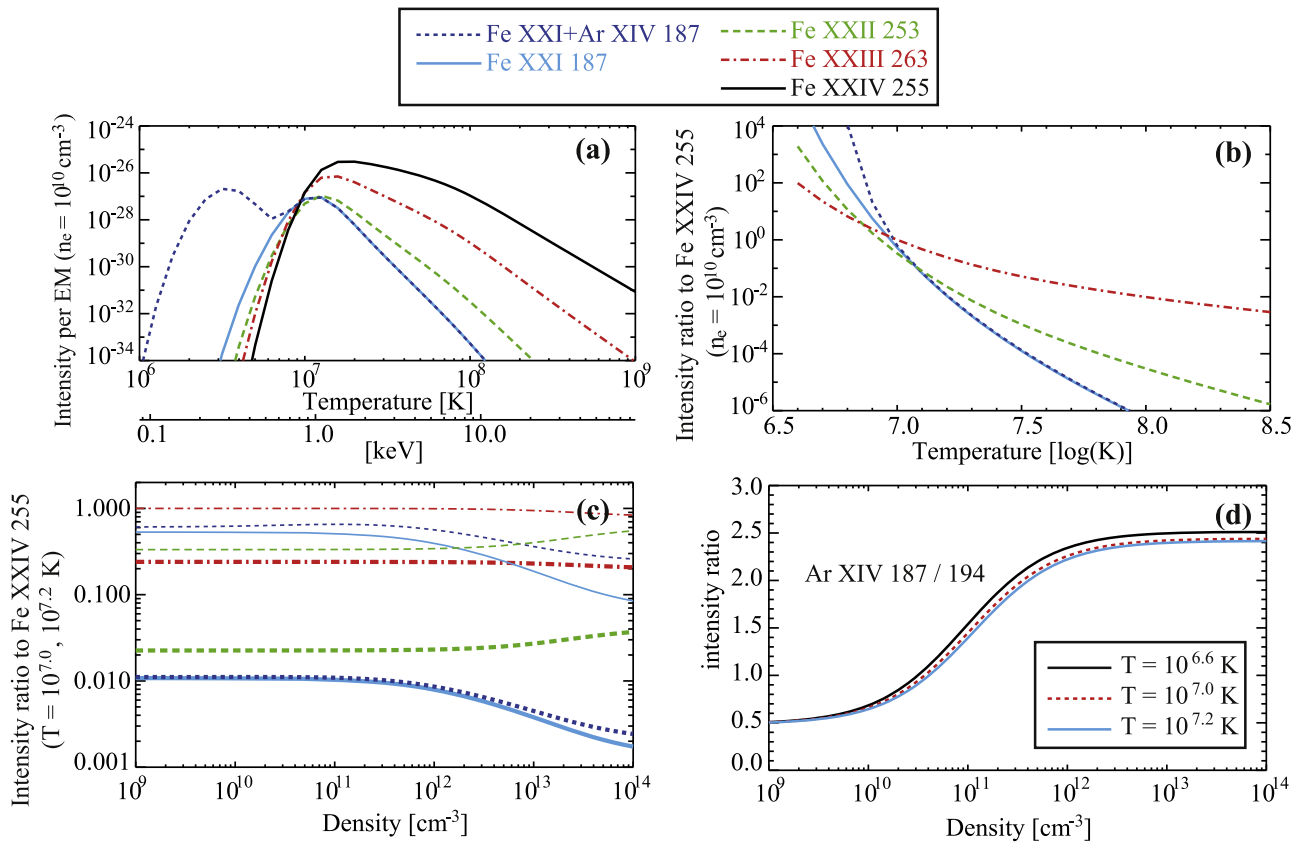 Fe XXI+Ar XIV 187
Fe XXI 187
Fe XXII 253
Fe XXIII 263
Fe XXIV 255
(a)
Intensity per EM (nₑ = 10¹⁰ cm⁻³)
10⁻²⁴
10⁻²⁶
10⁻²⁸
10⁻³⁰
10⁻³²
10⁻³⁴
10⁶ 10⁷ 10⁸ 10⁹
Temperature [K]
0.1 1.0 10.0
[keV]
(b)
Intensity ratio to Fe XXIV 255
(nₑ = 10¹⁰ cm⁻³)
10⁴
10²
10⁰
10⁻²
10⁻⁴
10⁻⁶
6.5 7.0 7.5 8.0 8.5
Temperature [log(K)]
(c)
Intensity ratio to Fe XXIV 255
(T = 10⁷·⁰ , 10⁷·² K)
1.000
0.100
0.010
0.001
10⁹ 10¹⁰ 10¹¹ 10¹² 10¹³ 10¹⁴
Density [cm⁻³]
(d)
intensity ratio
3.0
2.5
2.0
1.5
1.0
0.5
0.0
Ar XIV 187 / 194
T = 10⁶·⁶ K
T = 10⁷·⁰ K
T = 10⁷·² K
10⁹ 10¹⁰ 10¹¹ 10¹² 10¹³ 10¹⁴
Density [cm⁻³]